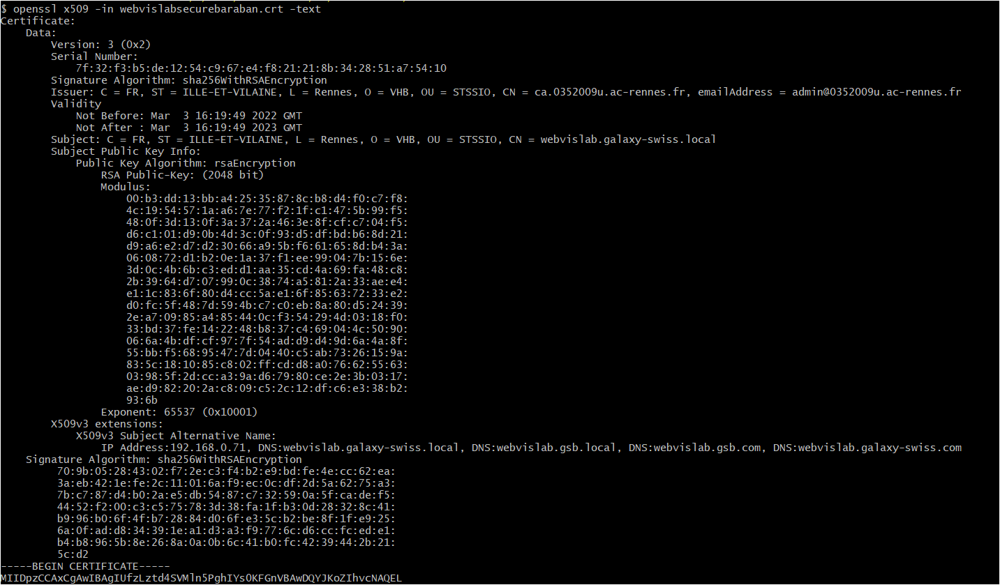 $ openssl x509 -in webvislabsecurebaraban.crt -text
Certificate:
    Data:
        Version: 3 (0x2)
        Serial Number:
            7f:32:f3:b5:de:12:54:c9:67:e4:f8:21:21:8b:34:28:51:a7:54:10
        Signature Algorithm: sha256WithRSAEncryption
        Issuer: C = FR, ST = ILLE-ET-VILAINE, L = Rennes, O = VHB, OU = STSSIO, CN = ca.0352009u.ac-rennes.fr, emailAddress = admin@0352009u.ac-rennes.fr
        Validity
            Not Before: Mar  3 16:19:49 2022 GMT
            Not After : Mar  3 16:19:49 2023 GMT
        Subject: C = FR, ST = ILLE-ET-VILAINE, L = Rennes, O = VHB, OU = STSSIO, CN = webvislab.galaxy-swiss.local
        Subject Public Key Info:
            Public Key Algorithm: rsaEncryption
                RSA Public-Key: (2048 bit)
                Modulus:
                    00:b3:dd:13:bb:a4:25:35:87:8c:b8:d4:f0:c7:f8:
                    4c:19:54:57:1a:a6:7e:77:f2:1f:c1:47:5b:99:f5:
                    48:0f:3d:13:0f:3a:37:2a:46:3e:8f:cf:c7:04:f5:
                    d6:c1:01:d9:0b:4d:3c:0f:93:d5:df:bd:b6:8d:21:
                    d9:a6:e2:d7:d2:30:66:a9:5b:f6:61:65:8d:b4:3a:
                    06:08:72:d1:b2:0e:1a:37:f1:ee:99:04:7b:15:6e:
                    3d:0c:4b:6b:c3:ed:d1:aa:35:cd:4a:69:fa:48:c8:
                    2b:39:64:d7:07:99:0c:38:74:a5:81:2a:33:ae:e4:
                    e1:1c:83:6f:80:d4:cc:5a:e1:6f:85:63:72:33:e2:
                    d0:fc:5f:48:7d:59:4b:c7:c0:eb:8a:80:d5:24:39:
                    2e:a7:09:85:a4:85:44:0c:f3:54:29:4d:03:18:f0:
                    33:bd:37:fe:14:22:48:b8:37:c4:69:04:4c:50:90:
                    06:6a:4b:df:cf:97:7f:54:ad:d9:d4:9d:6a:4a:8f:
                    55:bb:f5:68:95:47:7d:04:40:c5:ab:73:26:15:9a:
                    83:5c:18:10:85:c8:02:ff:cd:d8:a0:76:62:55:63:
                    03:98:5f:2d:cc:a3:9a:d6:79:80:ce:2e:3b:03:17:
                    ae:d9:82:20:2a:c8:09:c5:2c:12:df:c6:e3:38:b2:
                    93:6b
                Exponent: 65537 (0x10001)
        X509v3 extensions:
            X509v3 Subject Alternative Name:
                IP Address:192.168.0.71, DNS:webvislab.galaxy-swiss.local, DNS:webvislab.gsb.local, DNS:webvislab.gsb.com, DNS:webvislab.galaxy-swiss.com
    Signature Algorithm: sha256WithRSAEncryption
         70:9b:05:28:43:02:f7:2e:c3:f4:b2:e9:bd:fe:4e:cc:62:ea:
         3a:eb:42:1e:fe:2c:11:01:6a:f9:ec:0c:df:2d:5a:62:75:a3:
         7b:c7:87:d4:b0:2a:e5:db:54:87:c7:32:59:0a:5f:ca:de:f5:
         44:52:f2:00:c3:c5:75:78:3d:38:fa:1f:b3:0d:28:32:8c:41:
         b9:96:b0:6f:4f:b7:28:84:d0:6f:e3:5c:b2:be:8f:1f:e9:25:
         6a:0f:ad:d8:34:39:1e:a1:d3:a3:f9:77:6c:d6:cc:fc:ed:e1:
         b4:b8:96:5b:8e:26:8a:0a:0b:6c:41:b0:fc:42:39:44:2b:21:
         5c:d2
-----BEGIN CERTIFICATE-----
MIIDpzCCAxCgAwIBAgIUfzLztd4SVMln5PghIYs0KFGnVBAwDQYJKoZIhvcNAQEL